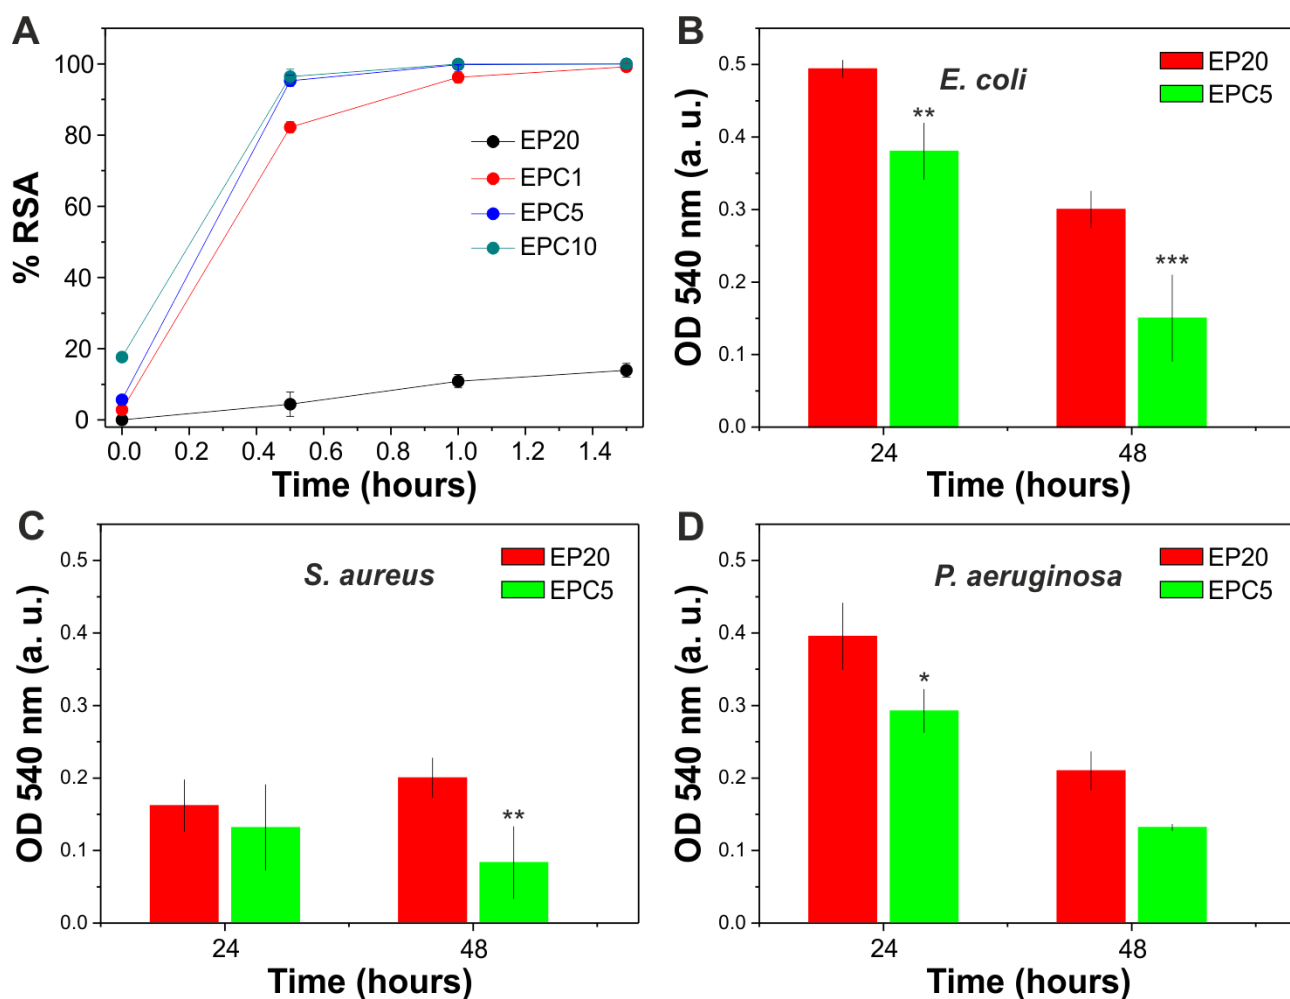 A
100
80
60
40
20
0
% RSA
EP20
EPC1
EPC5
EPC10
0.0 0.2 0.4 0.6 0.8 1.0 1.2 1.4
Time (hours)
B
0.5
0.4
0.3
0.2
0.1
0.0
OD 540 nm (a. u.)
E. coli
EP20
EPC5
**
***
24 48
Time (hours)
C
0.5
0.4
0.3
0.2
0.1
0.0
OD 540 nm (a. u.)
S. aureus
EP20
EPC5
**
24 48
Time (hours)
D
0.5
0.4
0.3
0.2
0.1
0.0
OD 540 nm (a. u.)
P. aeruginosa
EP20
EPC5
*
24 48
Time (hours)